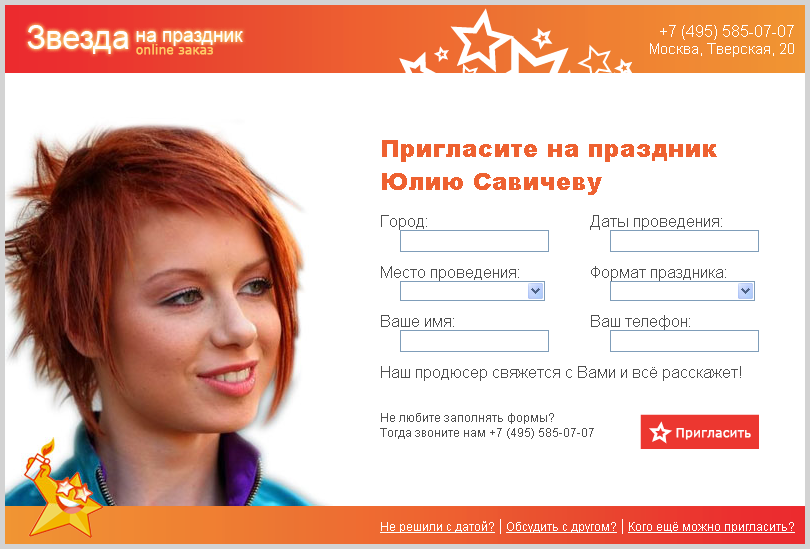 Звезда на праздник
online заказ
+7 (495) 585-07-07
Москва, Тверская, 20
Пригласите на праздник
Юлию Савичеву
Город: Даты проведения:
Место проведения: Формат праздника:
Ваше имя: Ваш телефон:
Наш продюсер свяжется с Вами и всё расскажет!
Не любите заполнять формы?
Тогда звоните нам +7 (495) 585-07-07
Пригласить
Не решили с датой? | Обсудить с другом? | Кого ещё можно пригласить?